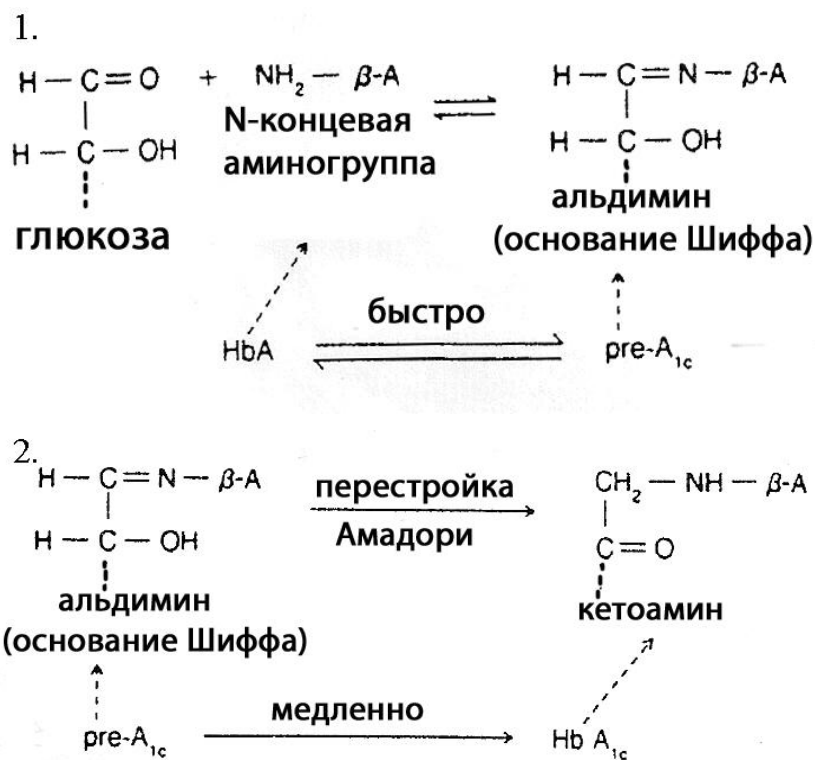 1.
H — C = O + NH₂ — β-A ⇌ H — C = N — β-A
H — C — OH N-концевая аминогруппа H — C — OH
глюкоза
альдимин
(основание Шиффа)
быстро
HbA ⇌ pre-A₁c
2.
H — C = N — β-A перестройка Амадори CH₂ — NH — β-A
H — C — OH C = O
альдимин
(основание Шиффа)
кетоамин
медленно
pre-A₁c → Hb A₁c